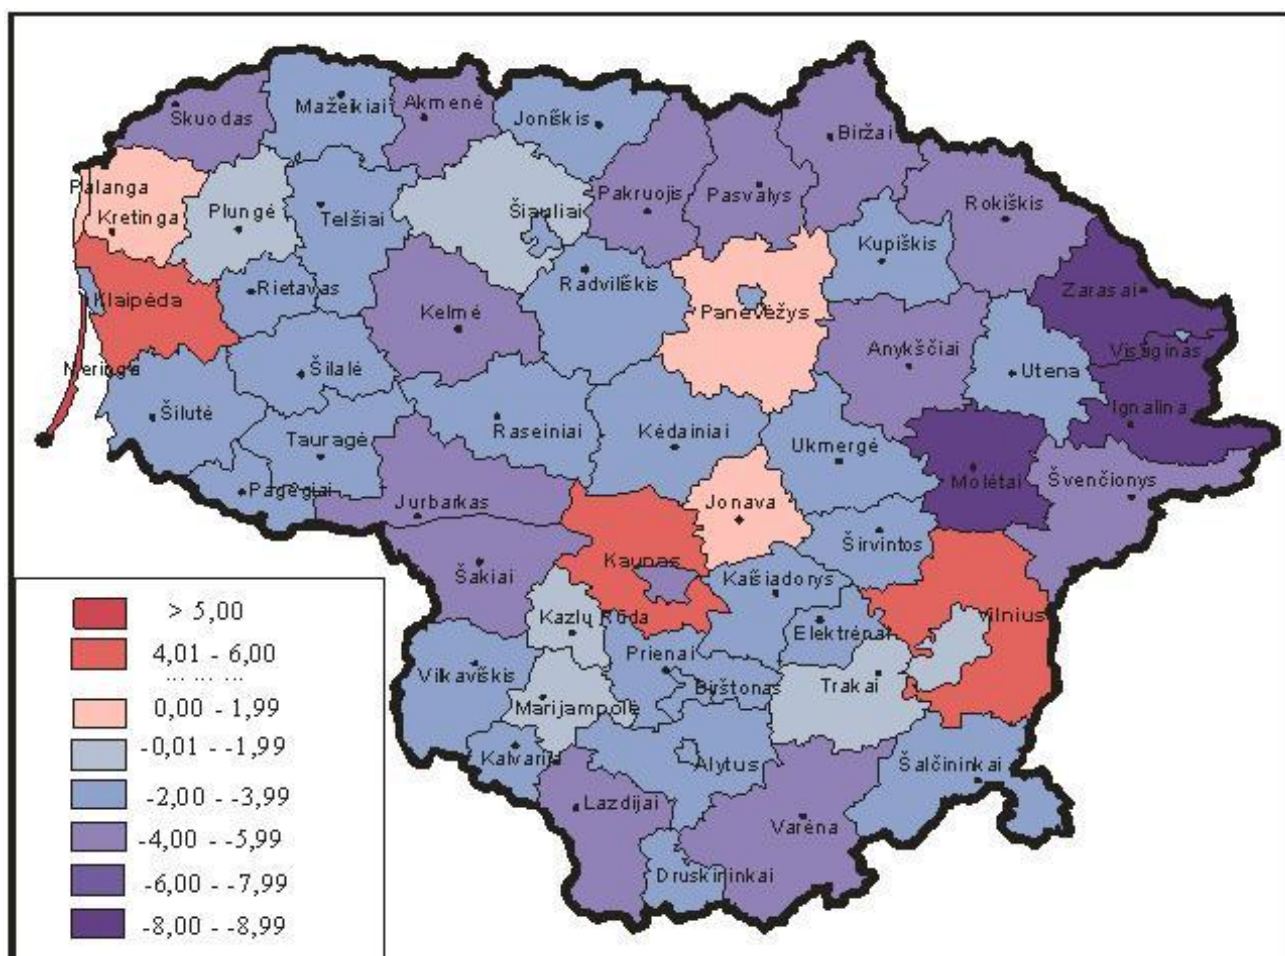 Skuodas
Mažeikiai
Akmenė
Joniškis
Biržai
Palanga
Kretinga
Plungė
Telšiai
Šiauliai
Pakruojis
Pasvalys
Rokiškis
Kupiškis
Klaipėda
Rietavas
Kelmė
Radviliškis
Panevėžys
Zarasai
Anykščiai
Visaginas
Neringa
Šilalė
Utena
Šilutė
Tauragė
Raseiniai
Kėdainiai
Ukmergė
Ignalina
Pagėgiai
Jurbarkas
Jonava
Molėtai
Švenčionys
Šakiai
Kaunas
Širvintos
Kaišiadorys
Kazlų Rūda
Elektrėnai
Vilnius
Vilkaviškis
Prienai
Birštonas
Trakai
Marijampolė
Kalvarija
Alytus
Šalčininkai
Lazdijai
Varėna
Druskininkai
> 5,00
4,01 - 6,00
... ... ...
0,00 - 1,99
-0,01 - -1,99
-2,00 - -3,99
-4,00 - -5,99
-6,00 - -7,99
-8,00 - -8,99